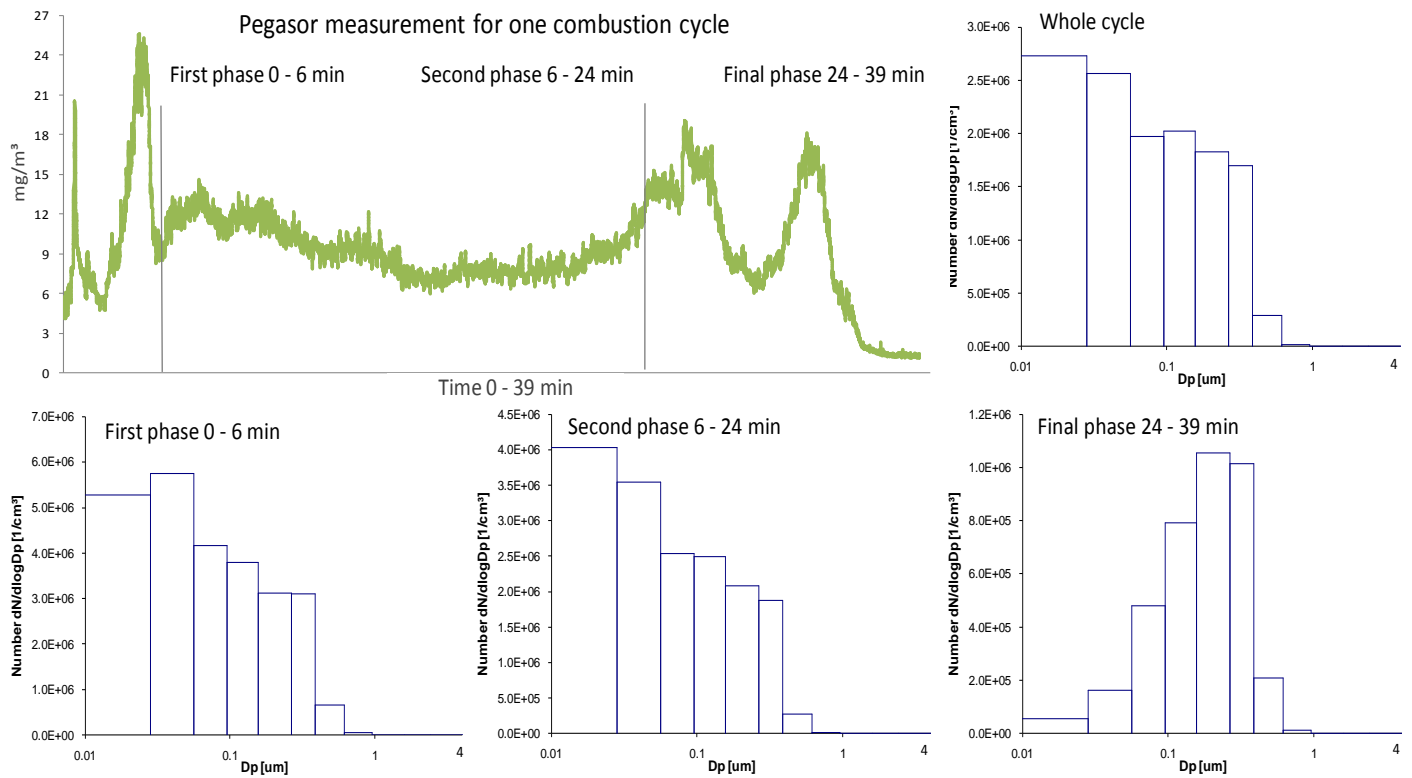 Pegasor measurement for one combustion cycle
First phase 0 - 6 min
Second phase 6 - 24 min
Final phase 24 - 39 min
27
24
21
18
15
12
9
6
3
0
mg/m³
Time 0 - 39 min
Whole cycle
3.0E+06
2.5E+06
2.0E+06
1.5E+06
1.0E+06
5.0E+05
0.0E+00
Number dN/dlogDp [1/cm³]
0.01 0.1 1 4
Dp [um]
First phase 0 - 6 min
7.0E+06
6.0E+06
5.0E+06
4.0E+06
3.0E+06
2.0E+06
1.0E+06
0.0E+00
Number dN/dlogDp [1/cm³]
0.01 0.1 1 4
Dp [um]
Second phase 6 - 24 min
4.5E+06
4.0E+06
3.5E+06
3.0E+06
2.5E+06
2.0E+06
1.5E+06
1.0E+06
5.0E+05
0.0E+00
Number dN/dlogDp [1/cm³]
0.01 0.1 1 4
Dp [um]
Final phase 24 - 39 min
1.2E+06
1.0E+06
8.0E+05
6.0E+05
4.0E+05
2.0E+05
0.0E+00
Number dN/dlogDp [1/cm³]
0.01 0.1 1 4
Dp [um]